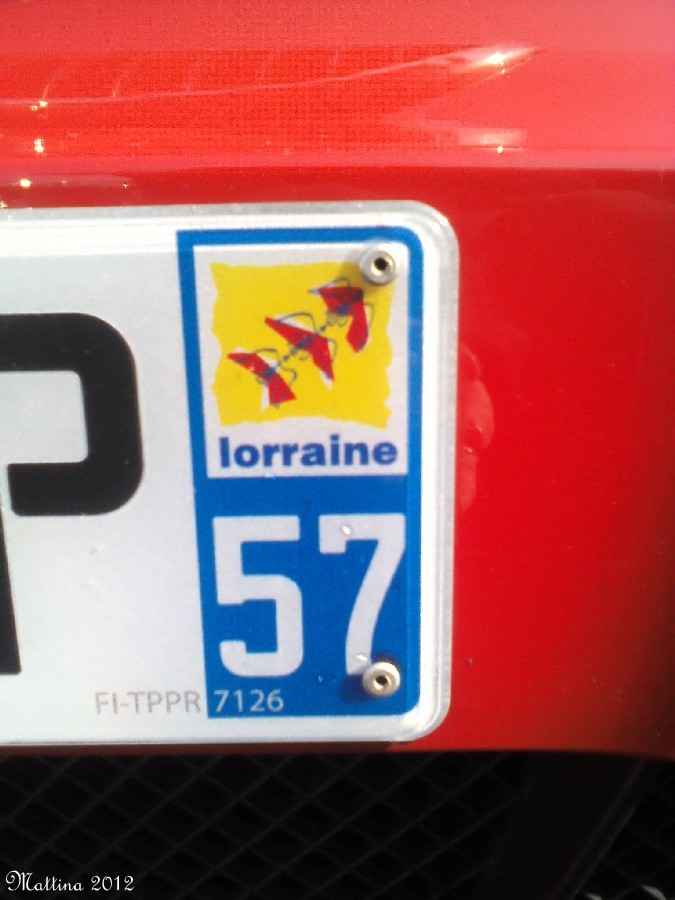 P
lorraine
57
FI-TPPR 7126
Mattina 2012